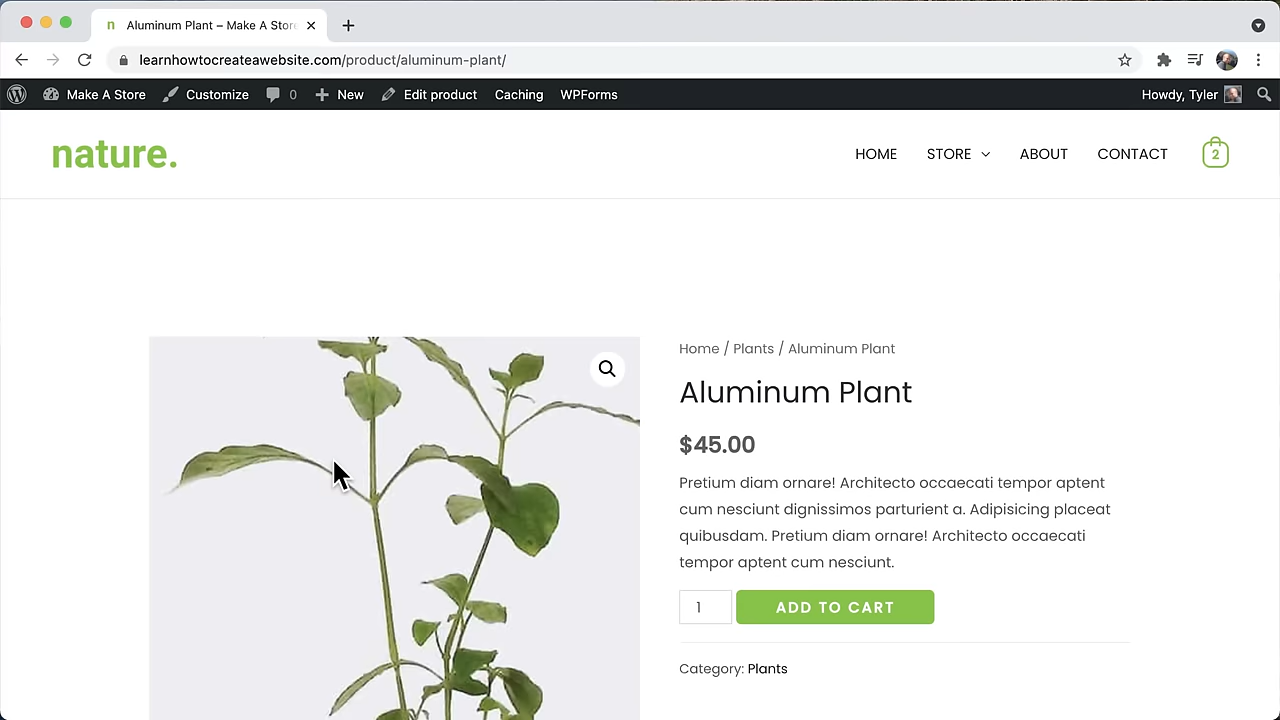 n Aluminum Plant – Make A Store
learnhowtocreateawebsite.com/product/aluminum-plant/
Make A Store Customize 0 New Edit product Caching WPForms Howdy, Tyler
nature. HOME STORE ABOUT CONTACT 2
Home / Plants / Aluminum Plant
Aluminum Plant
$45.00
Pretium diam ornare! Architecto occaecati tempor aptent
cum nesciunt dignissimos parturient a. Adipisicing placeat
quibusdam. Pretium diam ornare! Architecto occaecati
tempor aptent cum nesciunt.
1 ADD TO CART
Category: Plants